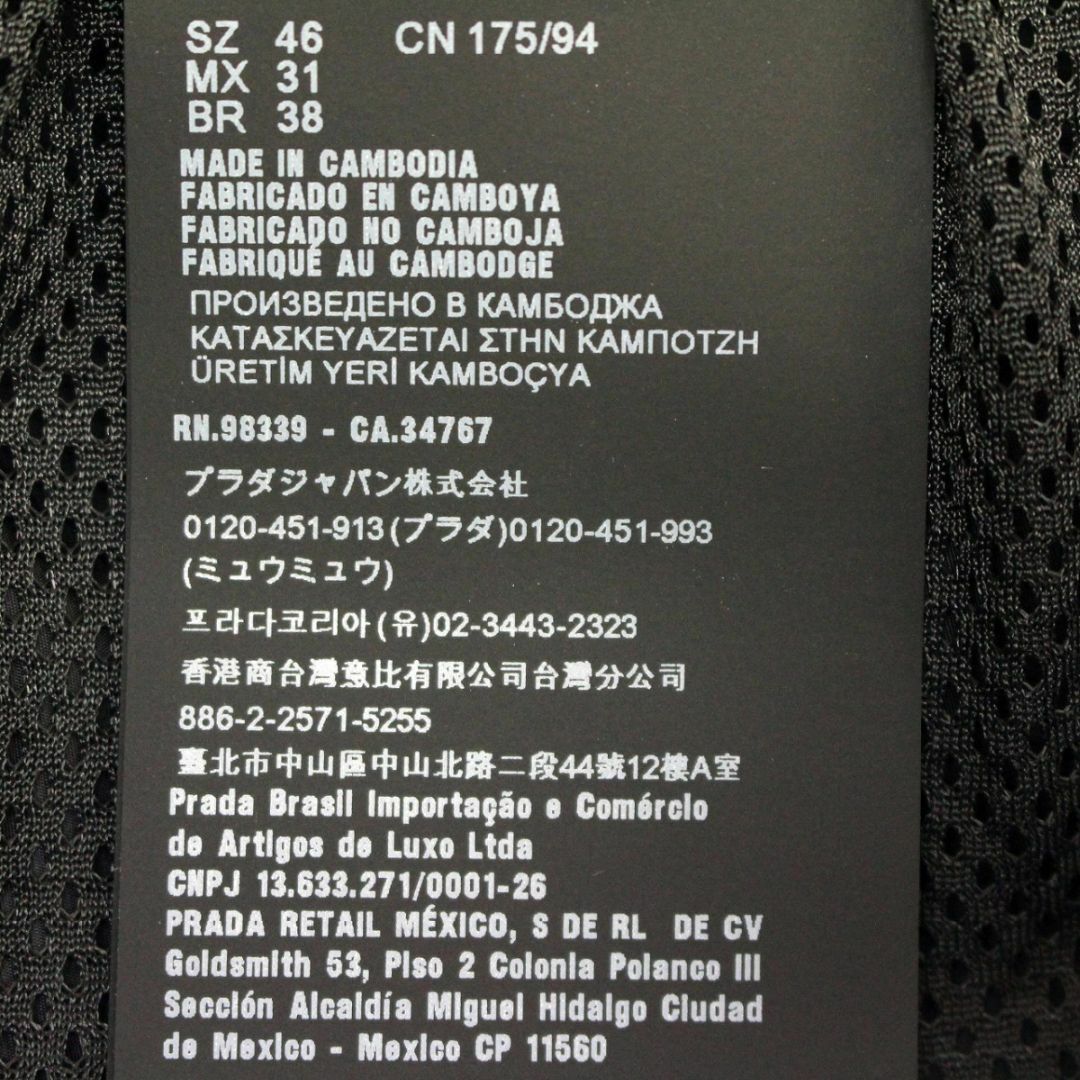 SZ 46 CN 175/94
MX 31
BR 38
MADE IN CAMBODIA
FABRICADO EN CAMBOYA
FABRICADO NO CAMBOJA
FABRIQUÉ AU CAMBODGE
ПРОИЗВЕДЕНО В КАМБОДЖА
ΚΑΤΑΣΚΕΥΑΖΕΤΑΙ ΣΤΗΝ ΚΑΜΠΟΤΖΗ
ÜRETİM YERİ KAMBOÇYA
RN.98339 - CA.34767
プラダジャパン株式会社
0120-451-913(プラダ)0120-451-993
(ミュウミュウ)
프라다코리아(유)02-3443-2323
香港商台灣意比有限公司台灣分公司
886-2-2571-5255
臺北市中山區中山北路二段44號12樓A室
Prada Brasil Importação e Comércio
de Artigos de Luxo Ltda
CNPJ 13.633.271/0001-26
PRADA RETAIL MÉXICO, S DE RL DE CV
Goldsmith 53, Piso 2 Colonia Polanco III
Sección Alcaldía Miguel Hidalgo Ciudad
de Mexico - Mexico CP 11560